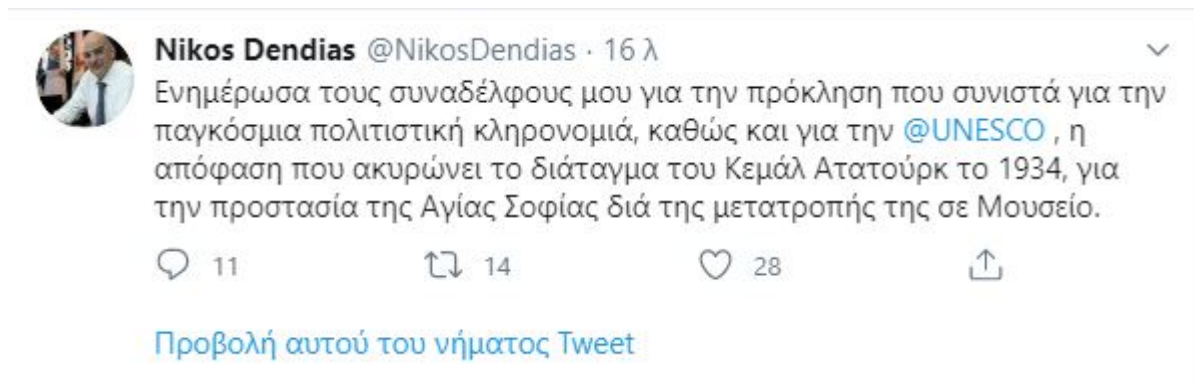 Nikos Dendias @NikosDendias · 16 λ
Ενημέρωσα τους συναδέλφους μου για την πρόκληση που συνιστά για την
παγκόσμια πολιτιστική κληρονομιά, καθώς και για την @UNESCO , η
απόφαση που ακυρώνει το διάταγμα του Κεμάλ Ατατούρκ το 1934, για
την προστασία της Αγίας Σοφίας διά της μετατροπής της σε Μουσείο.
11 14 28
Προβολή αυτού του νήματος Tweet